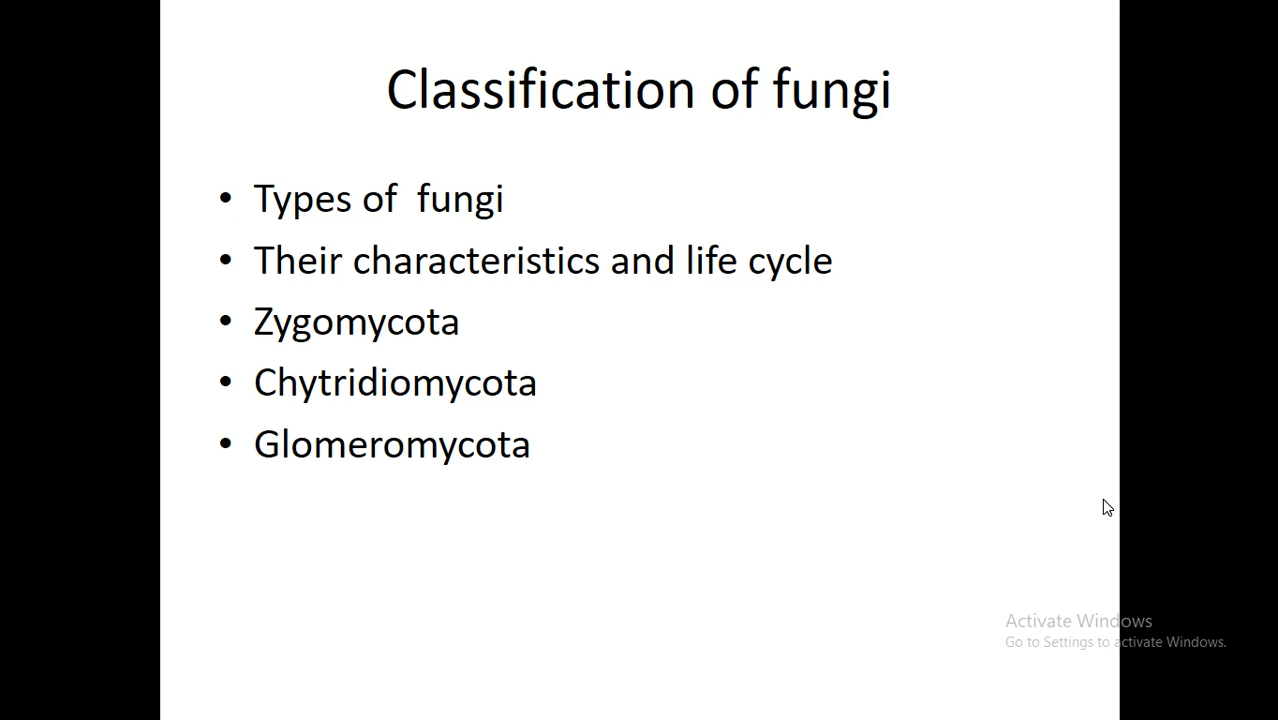 Classification of fungi
• Types of  fungi
• Their characteristics and life cycle
• Zygomycota
• Chytridiomycota
• Glomeromycota
Activate Windows
Go to Settings to activate Windows.